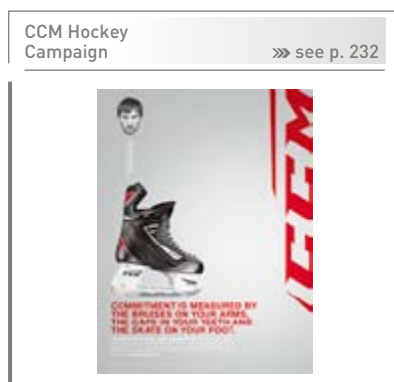 CCM Hockey
Campaign
››› see p. 232
CCM
COMMITMENT IS MEASURED BY
THE BRUISES ON YOUR ARMS,
THE GAPS IN YOUR TEETH AND
THE SKATE ON YOUR FOOT.